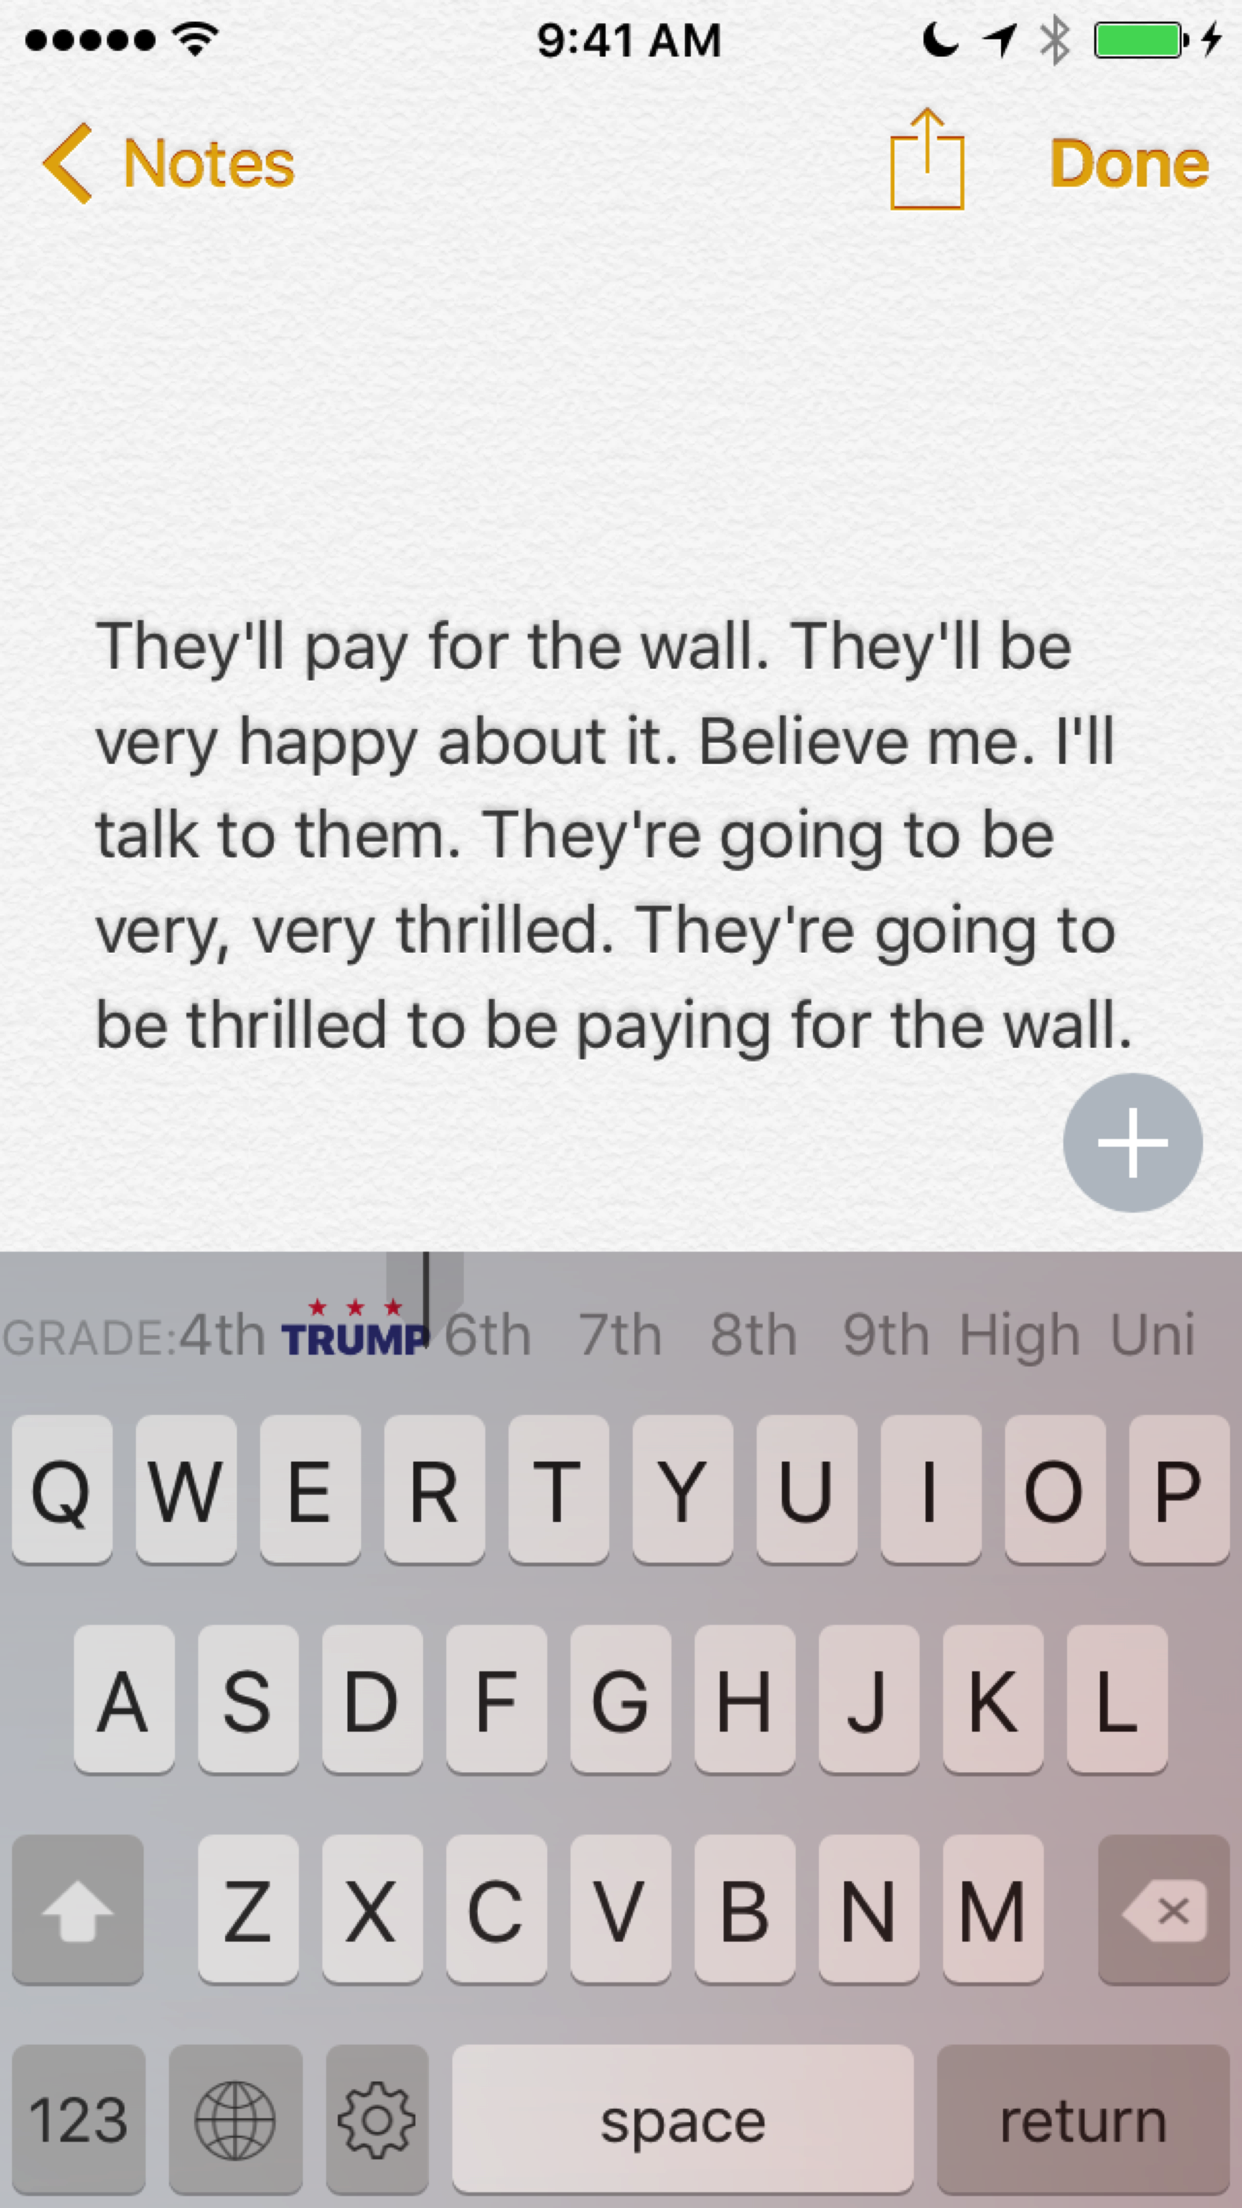 9:41 AM
Notes
Done
They'll pay for the wall. They'll be
very happy about it. Believe me. I'll
talk to them. They're going to be
very, very thrilled. They're going to
be thrilled to be paying for the wall.
GRADE: 4th TRUMP 6th 7th 8th 9th High Uni
Q W E R T Y U I O P
A S D F G H J K L
Z X C V B N M
123 space return